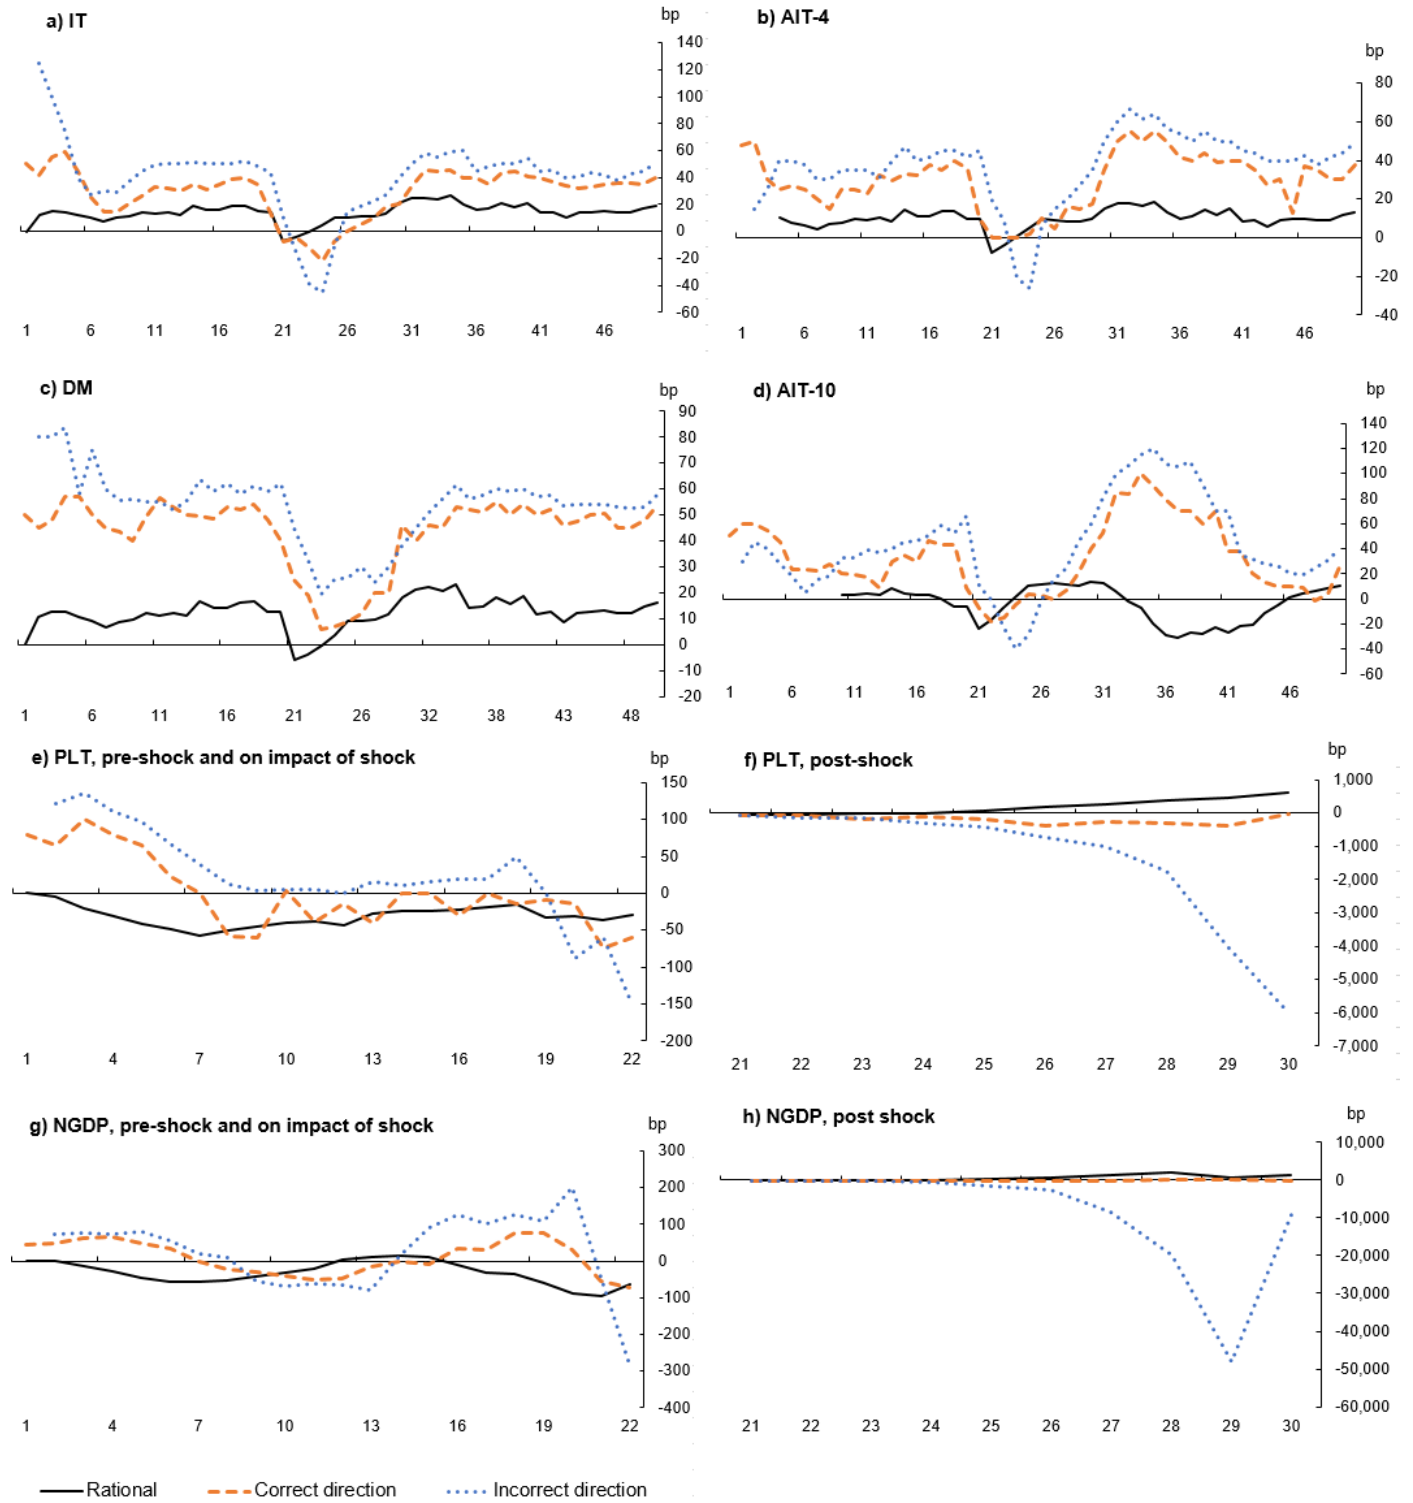 a) IT
bp
140
120
100
80
60
40
20
0
-20
-40
-60
1 6 11 16 21 26 31 36 41 46
b) AIT-4
bp
80
60
40
20
0
-20
-40
1 6 11 16 21 26 31 36 41 46
c) DM
bp
90
80
70
60
50
40
30
20
10
0
-10
-20
1 6 11 16 21 26 32 38 43 48
d) AIT-10
bp
140
120
100
80
60
40
20
0
-20
-40
-60
1 6 11 16 21 26 31 36 41 46
e) PLT, pre-shock and on impact of shock
bp
150
100
50
0
-50
-100
-150
-200
1 4 7 10 13 16 19 22
f) PLT, post-shock
bp
1,000
0
-1,000
-2,000
-3,000
-4,000
-5,000
-6,000
-7,000
21 22 23 24 25 26 27 28 29 30
g) NGDP, pre-shock and on impact of shock
bp
300
200
100
0
-100
-200
-300
-400
1 4 7 10 13 16 19 22
h) NGDP, post shock
bp
10,000
0
-10,000
-20,000
-30,000
-40,000
-50,000
-60,000
21 22 23 24 25 26 27 28 29 30
Rational Correct direction Incorrect direction